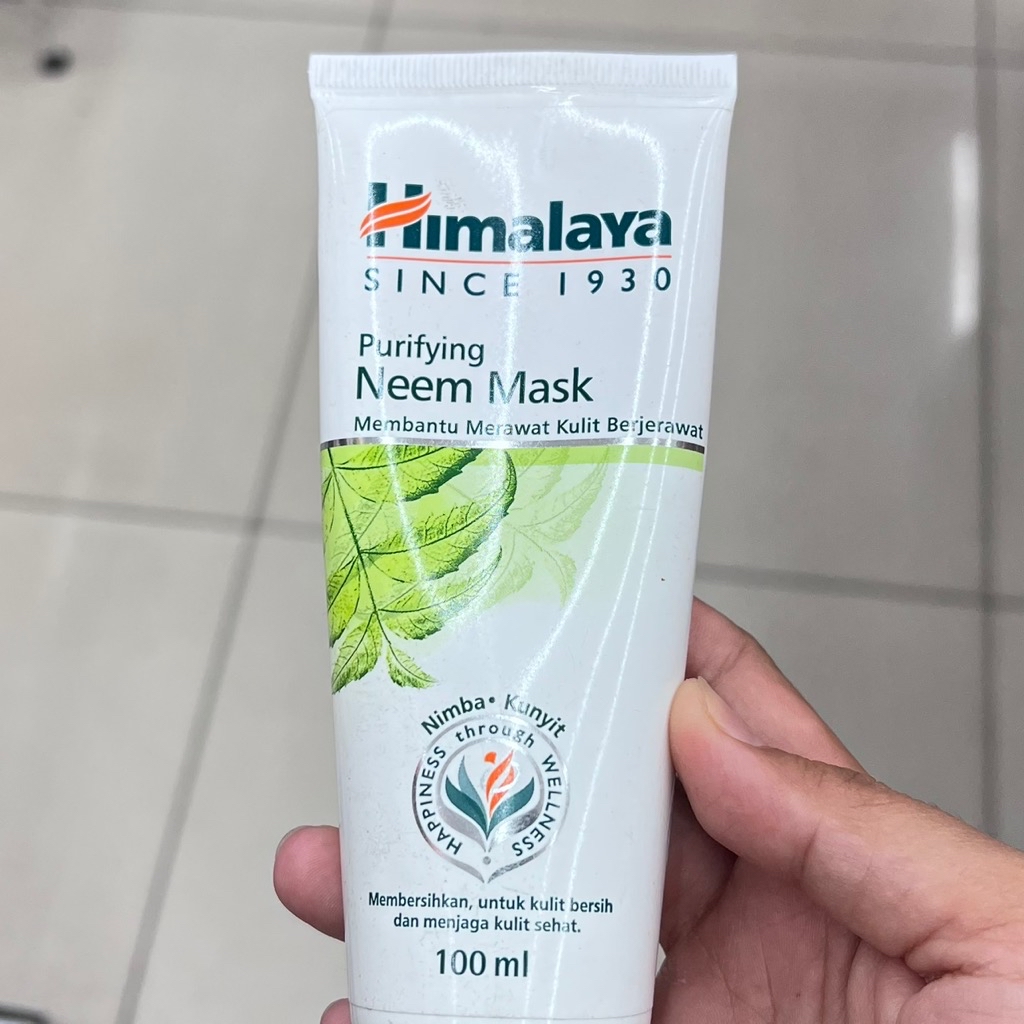 Himalaya
SINCE 1930
Purifying
Neem Mask
Membantu Merawat Kulit Berjerawat
Nimba • Kunyit
HAPPINESS through WELLNESS
Membersihkan, untuk kulit bersih
dan menjaga kulit sehat.
100 ml